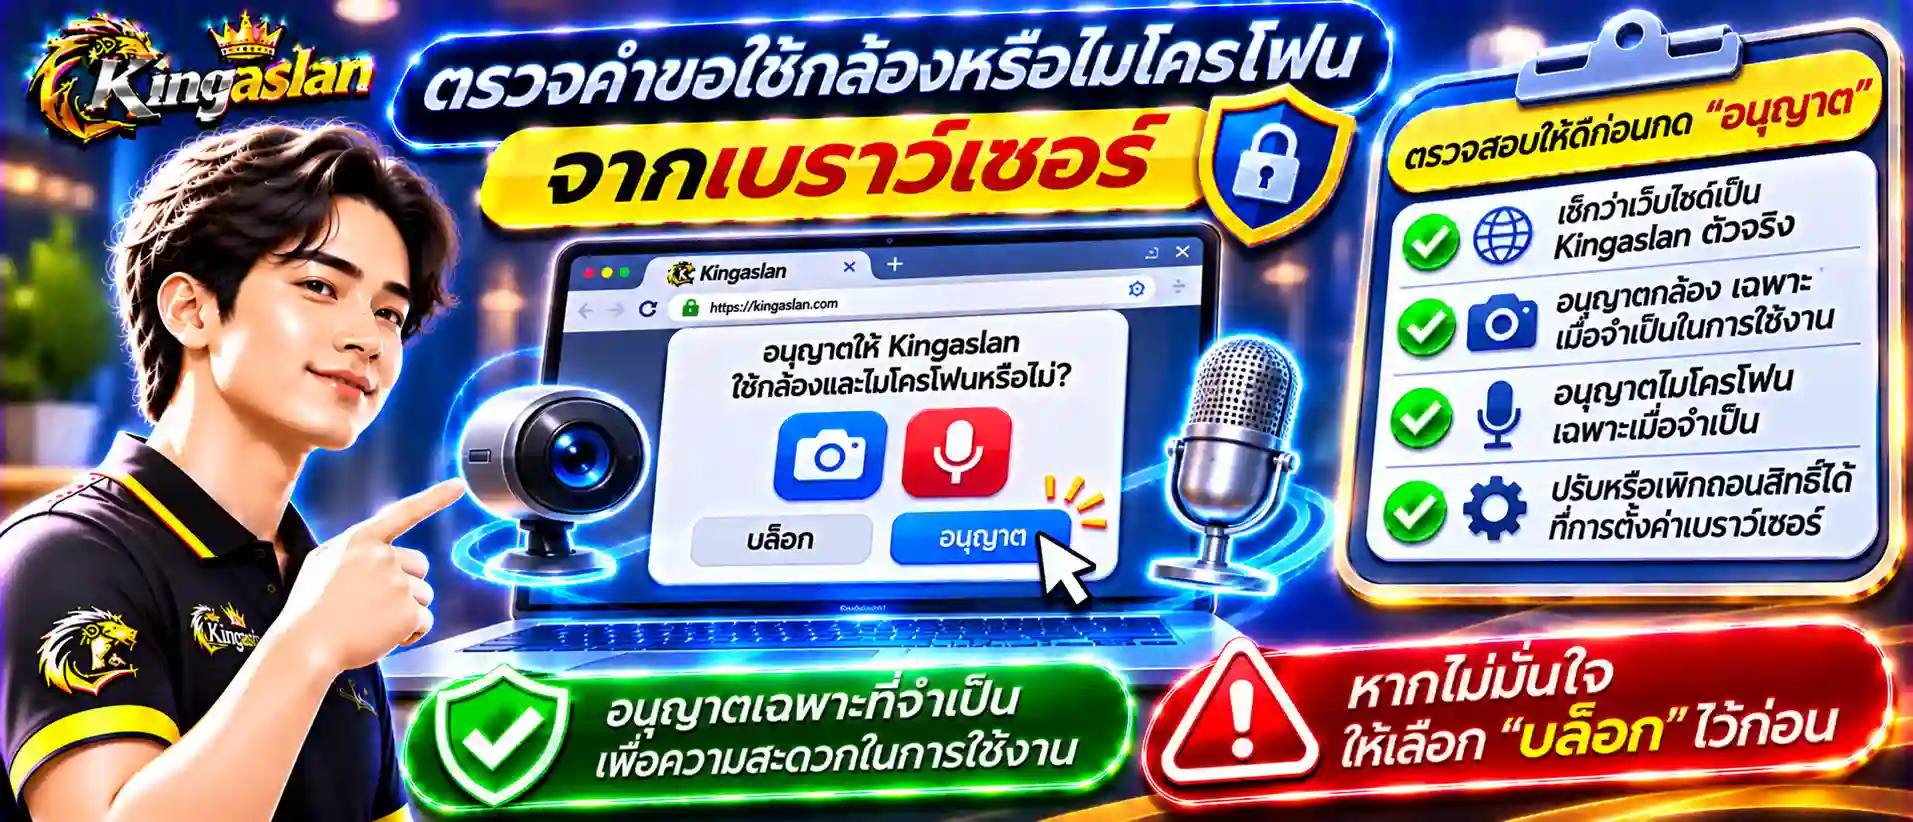 Kingaslan
ตรวจคำขอใช้กล้องหรือไมโครโฟน
จากเบราว์เซอร์
Kingaslan
https://kingaslan.com
อนุญาตให้ Kingaslan
ใช้กล้องและไมโครโฟนหรือไม่?
บล็อก
อนุญาต
ตรวจสอบให้ดีก่อนกด "อนุญาต"
เช็กว่าเว็บไซต์เป็น
Kingaslan ตัวจริง
อนุญาตกล้อง เฉพาะ
เมื่อจำเป็นในการใช้งาน
อนุญาตไมโครโฟน
เฉพาะเมื่อจำเป็น
ปรับหรือเพิกถอนสิทธิ์ได้
ที่การตั้งค่าเบราว์เซอร์
Kingaslan
อนุญาตเฉพาะที่จำเป็น
เพื่อความสะดวกในการใช้งาน
หากไม่มั่นใจ
ให้เลือก "บล็อก" ไว้ก่อน